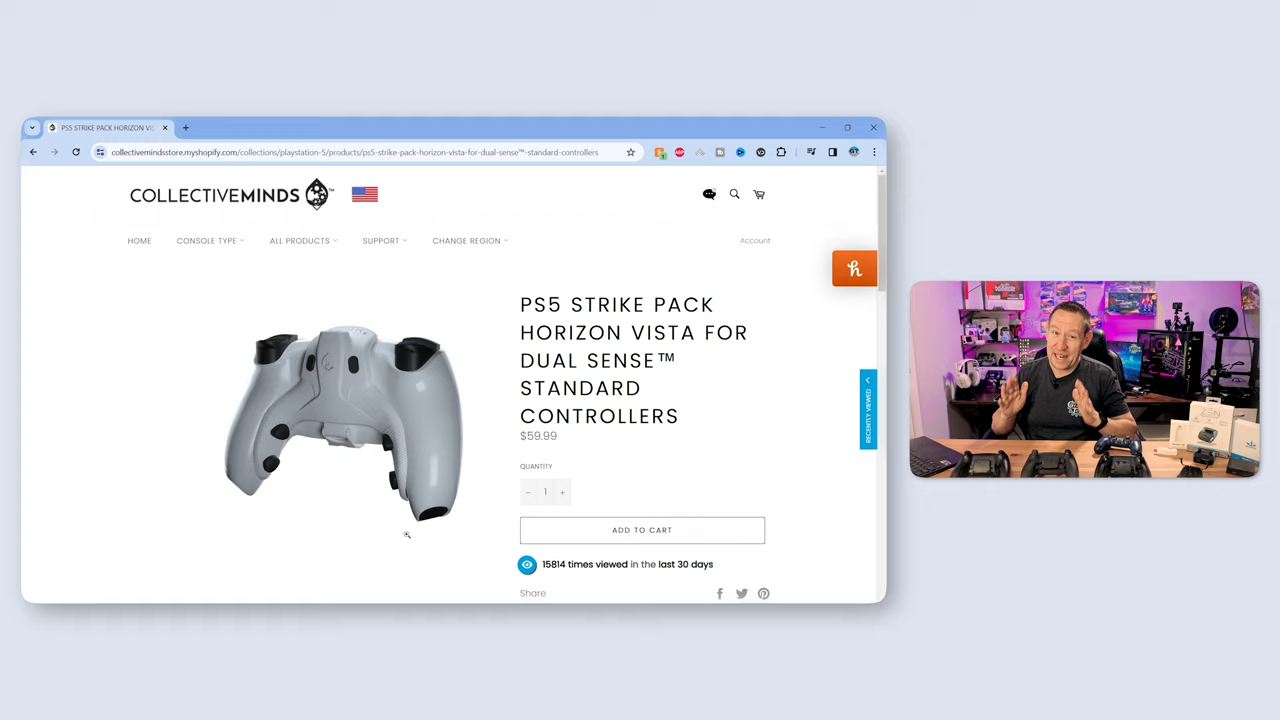 PS5 STRIKE PACK HORIZON VIS
collectivemindsstore.myshopify.com/collections/playstation-5/products/ps5-strike-pack-horizon-vista-for-dual-sense™-standard-controllers
COLLECTIVEMINDS™
HOME
CONSOLE TYPE
ALL PRODUCTS
SUPPORT
CHANGE REGION
Account
h
PS5 STRIKE PACK
HORIZON VISTA FOR
DUAL SENSE™
STANDARD
CONTROLLERS
$59.99
QUANTITY
− 1 +
ADD TO CART
15814 times viewed in the last 30 days
Share
RECENTLY VIEWED